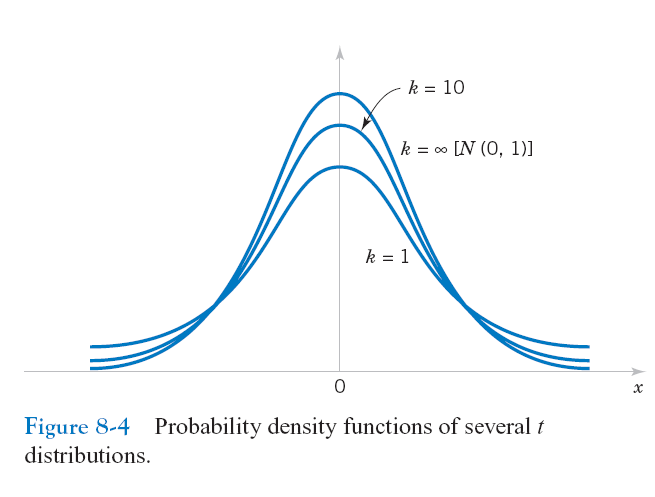 k = 10
k = ∞ [N (0, 1)]
k = 1
0
x
Figure 8-4 Probability density functions of several t
distributions.